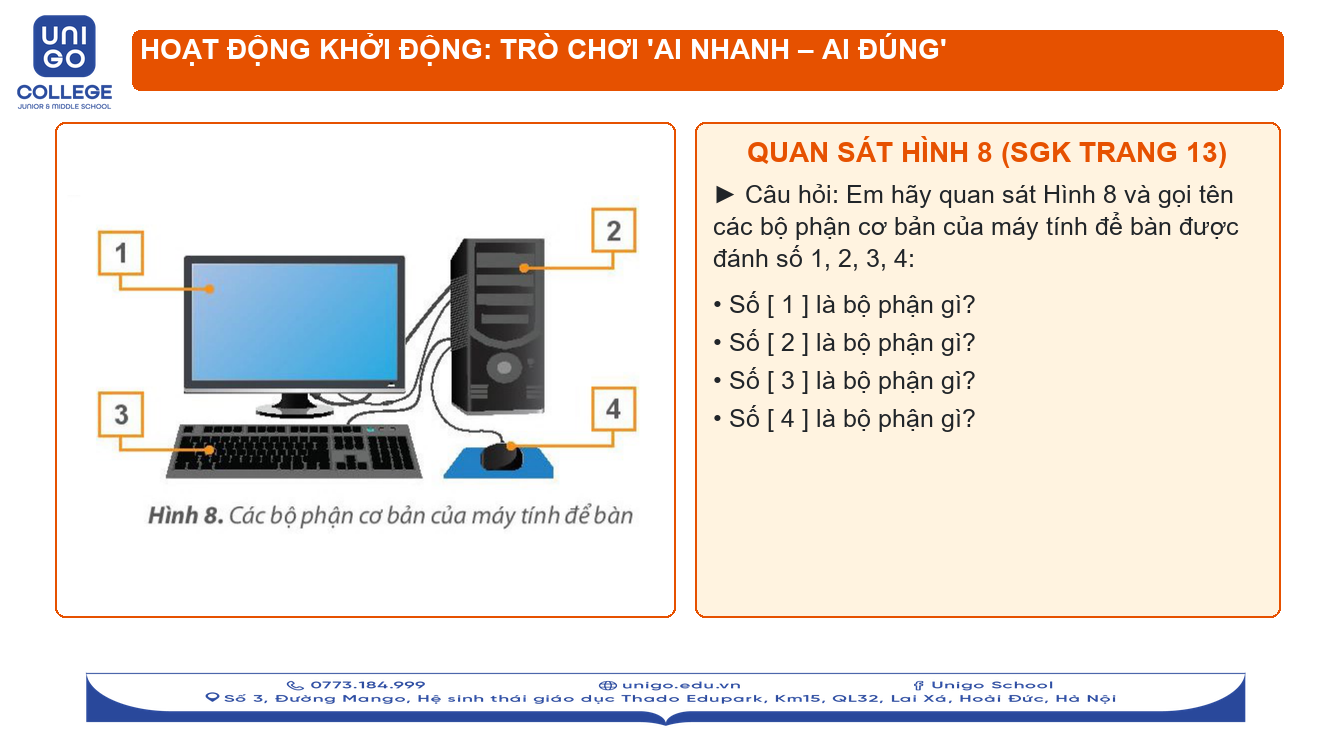 UNI
GO
COLLEGE
JUNIOR & MIDDLE SCHOOL
HOẠT ĐỘNG KHỞI ĐỘNG: TRÒ CHƠI 'AI NHANH – AI ĐÚNG'
1
2
3
4
Hình 8. Các bộ phận cơ bản của máy tính để bàn
QUAN SÁT HÌNH 8 (SGK TRANG 13)
► Câu hỏi: Em hãy quan sát Hình 8 và gọi tên
các bộ phận cơ bản của máy tính để bàn được
đánh số 1, 2, 3, 4:
• Số [ 1 ] là bộ phận gì?
• Số [ 2 ] là bộ phận gì?
• Số [ 3 ] là bộ phận gì?
• Số [ 4 ] là bộ phận gì?
0773.184.999 unigo.edu.vn Unigo School
Số 3, Đường Mango, Hệ sinh thái giáo dục Thado Edupark, Km15, QL32, Lai Xá, Hoài Đức, Hà Nội